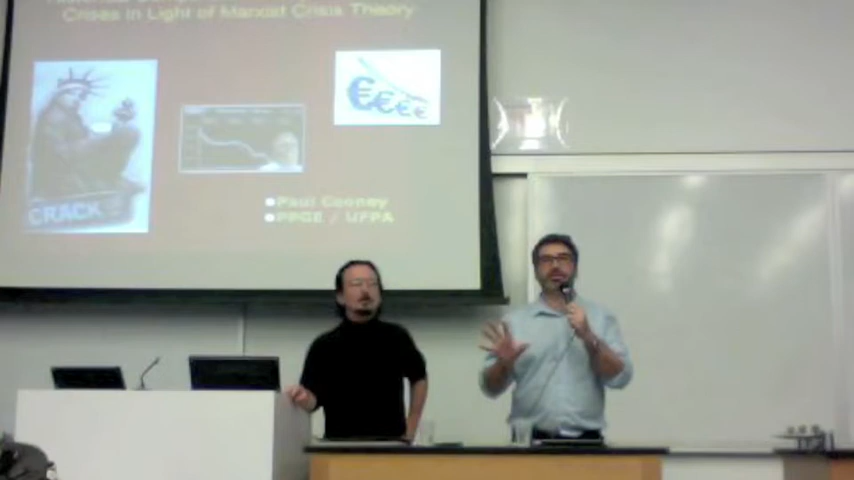 Crises in Light of Marxist Crisis Theory
CRACK
Paul Cooney
PPGE / UFPA
€€€€